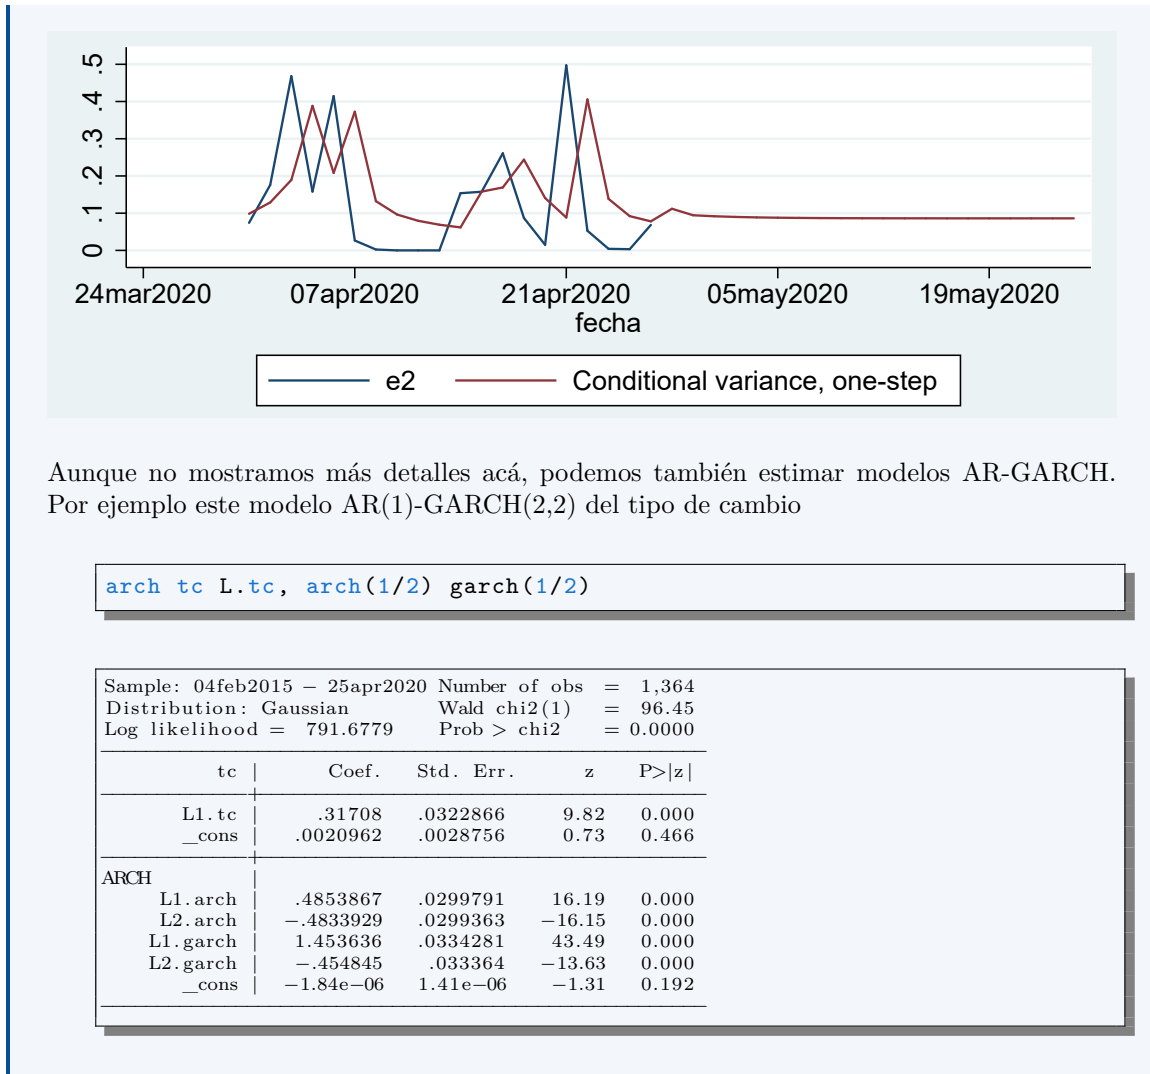 .5
.4
.3
.2
.1
0
24mar2020 07apr2020 21apr2020 05may2020 19may2020
fecha
e2 Conditional variance, one-step
Aunque no mostramos más detalles acá, podemos también estimar modelos AR-GARCH.
Por ejemplo este modelo AR(1)-GARCH(2,2) del tipo de cambio
arch tc L.tc, arch(1/2) garch(1/2)
Sample: 04feb2015 − 25apr2020 Number of obs = 1,364
Distribution: Gaussian Wald chi2(1) = 96.45
Log likelihood = 791.6779 Prob > chi2 = 0.0000
tc | Coef. Std. Err. z P>|z|
L1.tc | .31708 .0322866 9.82 0.000
_cons | .0020962 .0028756 0.73 0.466
ARCH |
L1.arch | .4853867 .0299791 16.19 0.000
L2.arch | −.4833929 .0299363 −16.15 0.000
L1.garch | 1.453636 .0334281 43.49 0.000
L2.garch | −.454845 .033364 −13.63 0.000
_cons | −1.84e−06 1.41e−06 −1.31 0.192